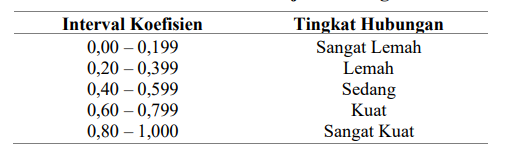 Interval Koefisien Tingkat Hubungan
0,00 – 0,199 Sangat Lemah
0,20 – 0,399 Lemah
0,40 – 0,599 Sedang
0,60 – 0,799 Kuat
0,80 – 1,000 Sangat Kuat